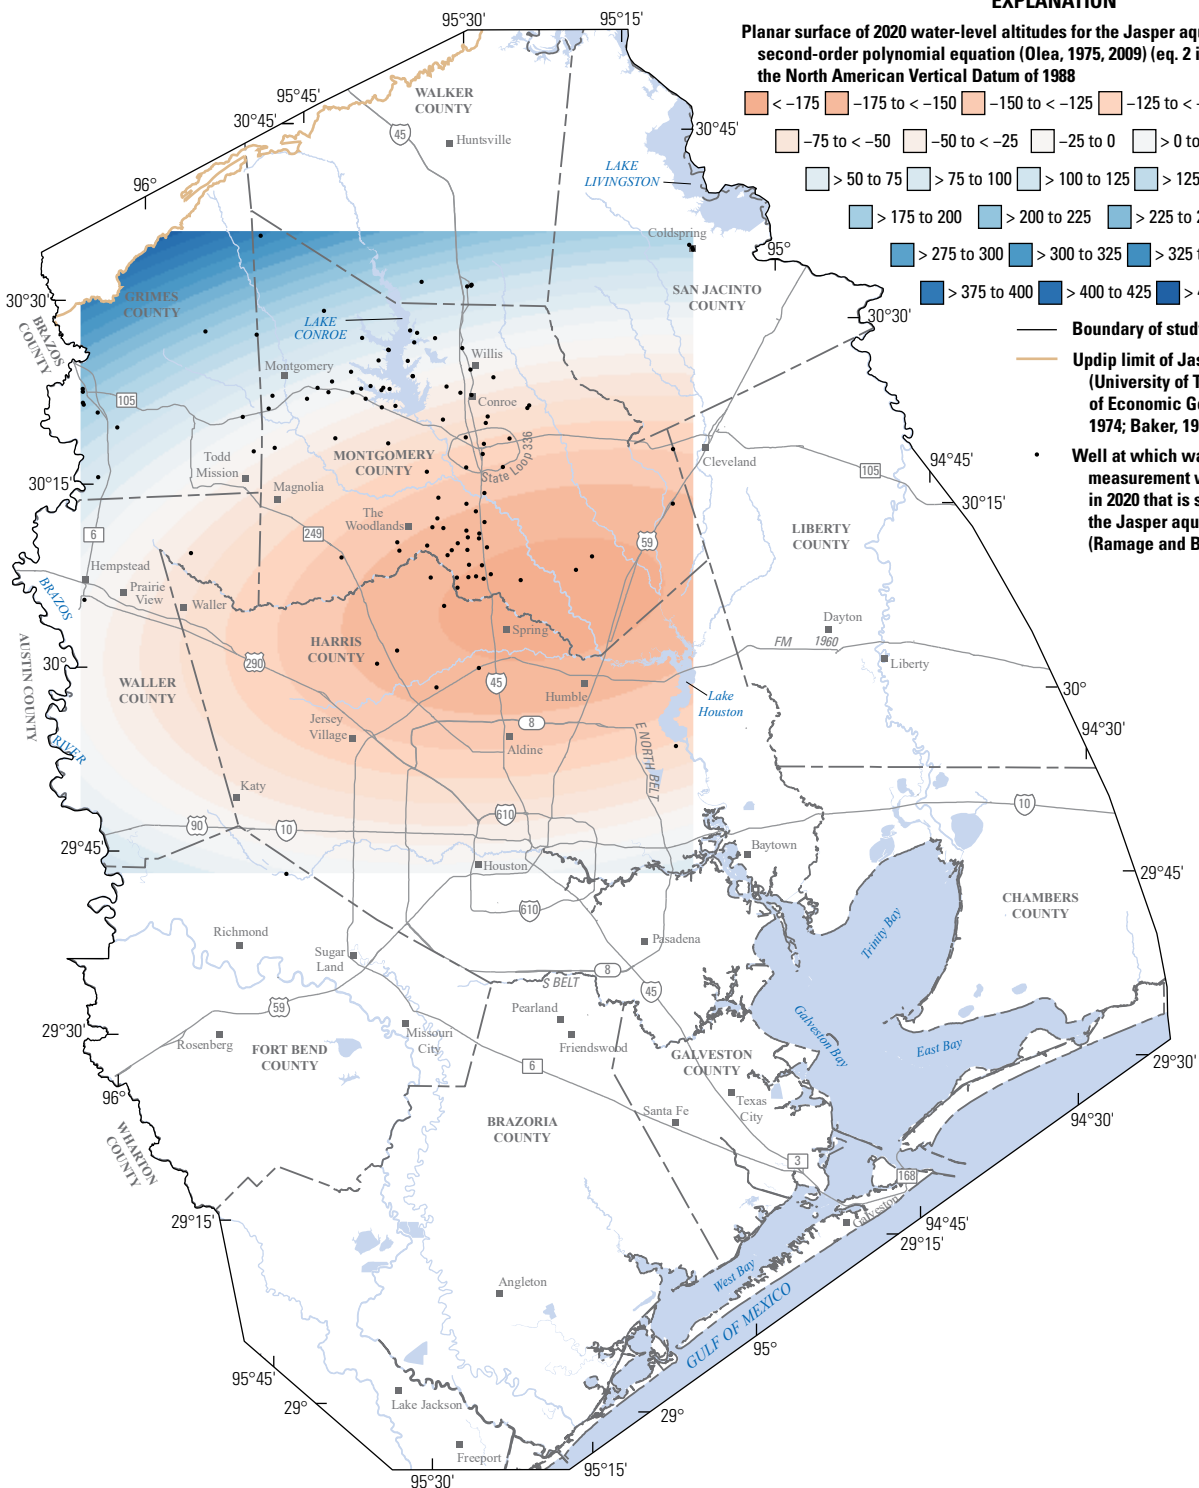 EXPLANATION
Planar surface of 2020 water-level altitudes for the Jasper aqu
second-order polynomial equation (Olea, 1975, 2009) (eq. 2 i
the North American Vertical Datum of 1988
< −175
−175 to < −150
−150 to < −125
−125 to < −
−75 to < −50
−50 to < −25
−25 to 0
> 0 to
> 50 to 75
> 75 to 100
> 100 to 125
> 125
> 175 to 200
> 200 to 225
> 225 to 2
> 275 to 300
> 300 to 325
> 325 t
> 375 to 400
> 400 to 425
> 4
Boundary of study
Updip limit of Jas
(University of T
of Economic Ge
1974; Baker, 19
Well at which wa
measurement v
in 2020 that is s
the Jasper aqu
(Ramage and B
95°30'
95°15'
95°45'
30°45'
96°
30°30'
30°15'
30°
29°45'
29°30'
96°
29°15'
95°45'
29°
95°30'
95°15'
29°
95°
29°15'
94°45'
94°30'
29°30'
29°45'
94°30'
30°
30°15'
94°45'
30°30'
95°
30°45'
WALKER
COUNTY
45
Huntsville
LAKE
LIVINGSTON
Coldspring
SAN JACINTO
COUNTY
GRIMES
COUNTY
BRAZOS
COUNTY
LAKE
CONROE
Willis
Montgomery
Conroe
105
MONTGOMERY
COUNTY
State Loop 336
Todd
Mission
Magnolia
The
Woodlands
249
6
Cleveland
105
59
LIBERTY
COUNTY
Hempstead
Prairie
View
Waller
BRAZOS
RIVER
AUSTIN COUNTY
WALLER
COUNTY
290
HARRIS
COUNTY
Spring
45
Humble
Lake
Houston
Dayton
FM 1960
Liberty
Jersey
Village
8
Aldine
E NORTH BELT
Katy
90
10
610
10
Houston
Baytown
610
CHAMBERS
COUNTY
Trinity Bay
Richmond
Sugar
Land
Pasadena
8
S BELT
45
Pearland
Friendswood
59
Rosenberg
FORT BEND
COUNTY
Missouri
City
6
GALVESTON
COUNTY
Galveston Bay
East Bay
Texas
City
Santa Fe
BRAZORIA
COUNTY
3
168
Galveston
WHARTON
COUNTY
West Bay
GULF OF MEXICO
Angleton
Lake Jackson
Freeport